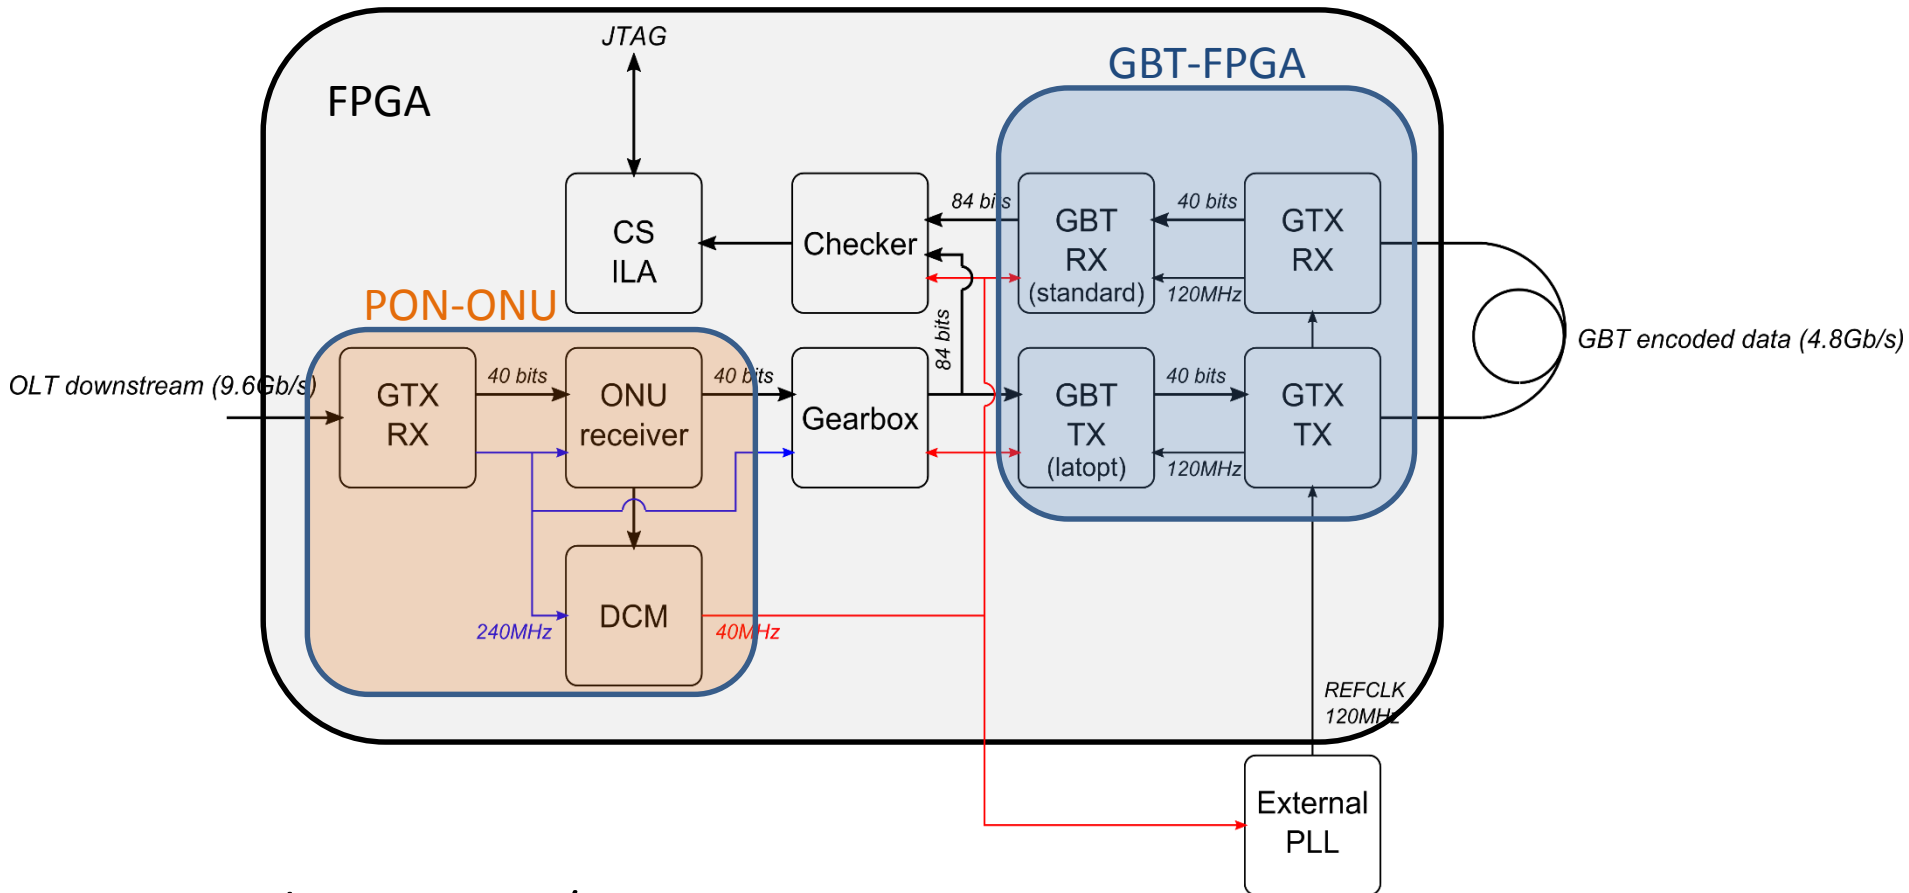 JTAG
GBT-FPGA
FPGA
CS
ILA
Checker
84 bits
GBT
RX
(standard)
40 bits
120MHz
GTX
RX
PON-ONU
84 bits
GBT encoded data (4.8Gb/s)
OLT downstream (9.6Gb/s)
GTX
RX
40 bits
ONU
receiver
40 bits
Gearbox
GBT
TX
(latopt)
40 bits
120MHz
GTX
TX
240MHz
DCM
40MHz
REFCLK
120MHz
External
PLL